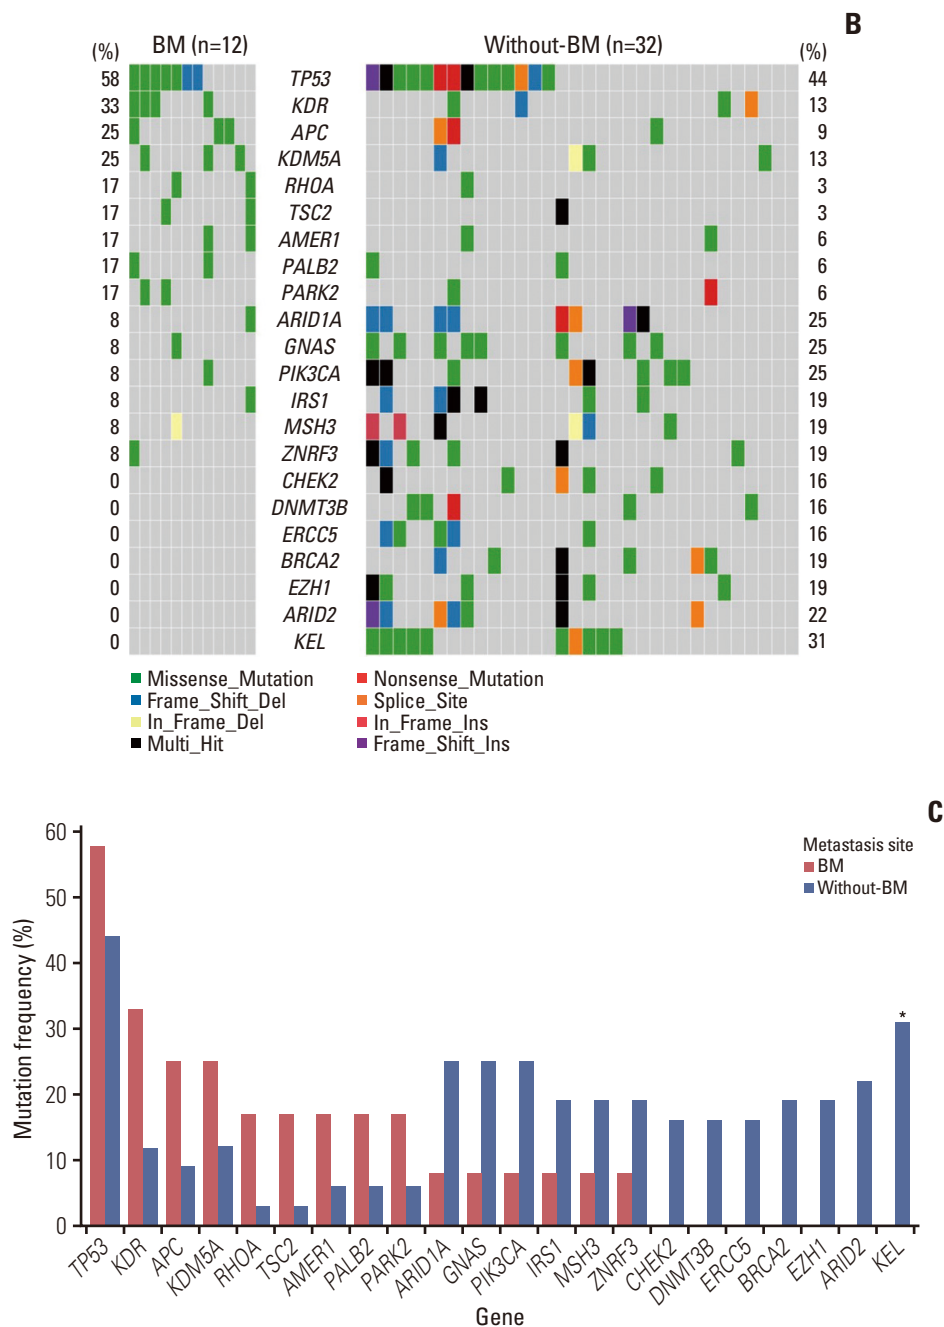 B
BM (n=12) Without-BM (n=32)
(%) (%)
58 TP53 44
33 KDR 13
25 APC 9
25 KDM5A 13
17 RHOA 3
17 TSC2 3
17 AMER1 6
17 PALB2 6
17 PARK2 6
8 ARID1A 25
8 GNAS 25
8 PIK3CA 25
8 IRS1 19
8 MSH3 19
8 ZNRF3 19
0 CHEK2 16
0 DNMT3B 16
0 ERCC5 16
0 BRCA2 19
0 EZH1 19
0 ARID2 22
0 KEL 31
Missense_Mutation Nonsense_Mutation
Frame_Shift_Del Splice_Site
In_Frame_Del In_Frame_Ins
Multi_Hit Frame_Shift_Ins
C
Metastasis site
BM
Without-BM
Mutation frequency (%)
60
50
40
30
20
10
0
*
TP53 KDR APC KDM5A RHOA TSC2 AMER1 PALB2 PARK2 ARID1A GNAS PIK3CA IRS1 MSH3 ZNRF3 CHEK2 DNMT3B ERCC5 BRCA2 EZH1 ARID2 KEL
Gene